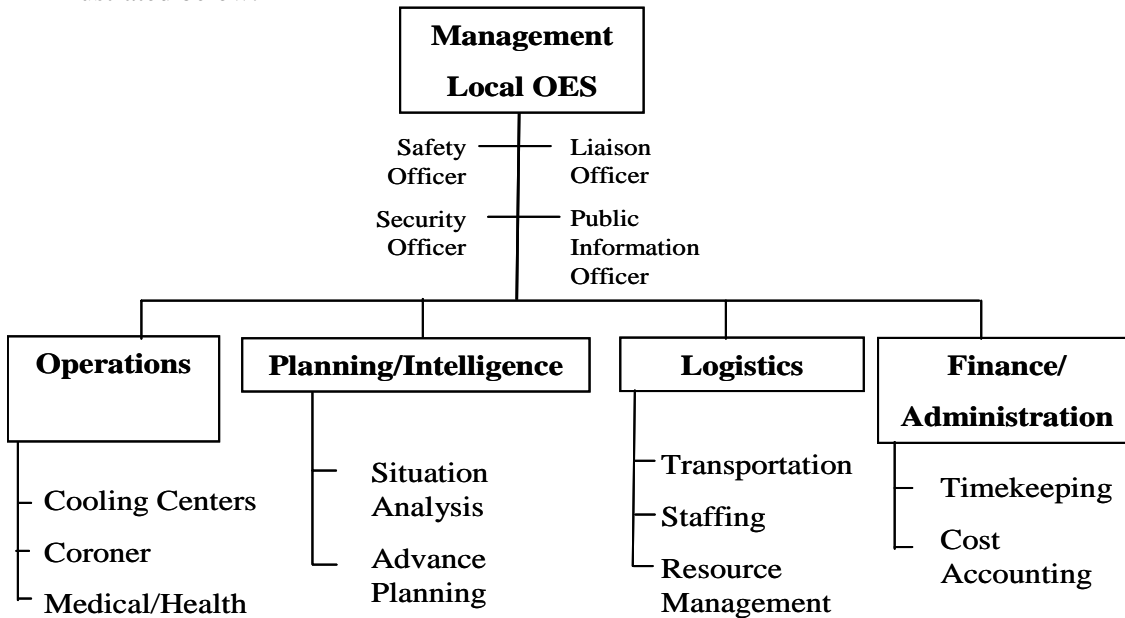 Management
Local OES
Safety
Officer
Liaison
Officer
Security
Officer
Public
Information
Officer
Operations
Planning/Intelligence
Logistics
Finance/
Administration
Cooling Centers
Coroner
Medical/Health
Situation
Analysis
Advance
Planning
Transportation
Staffing
Resource
Management
Timekeeping
Cost
Accounting